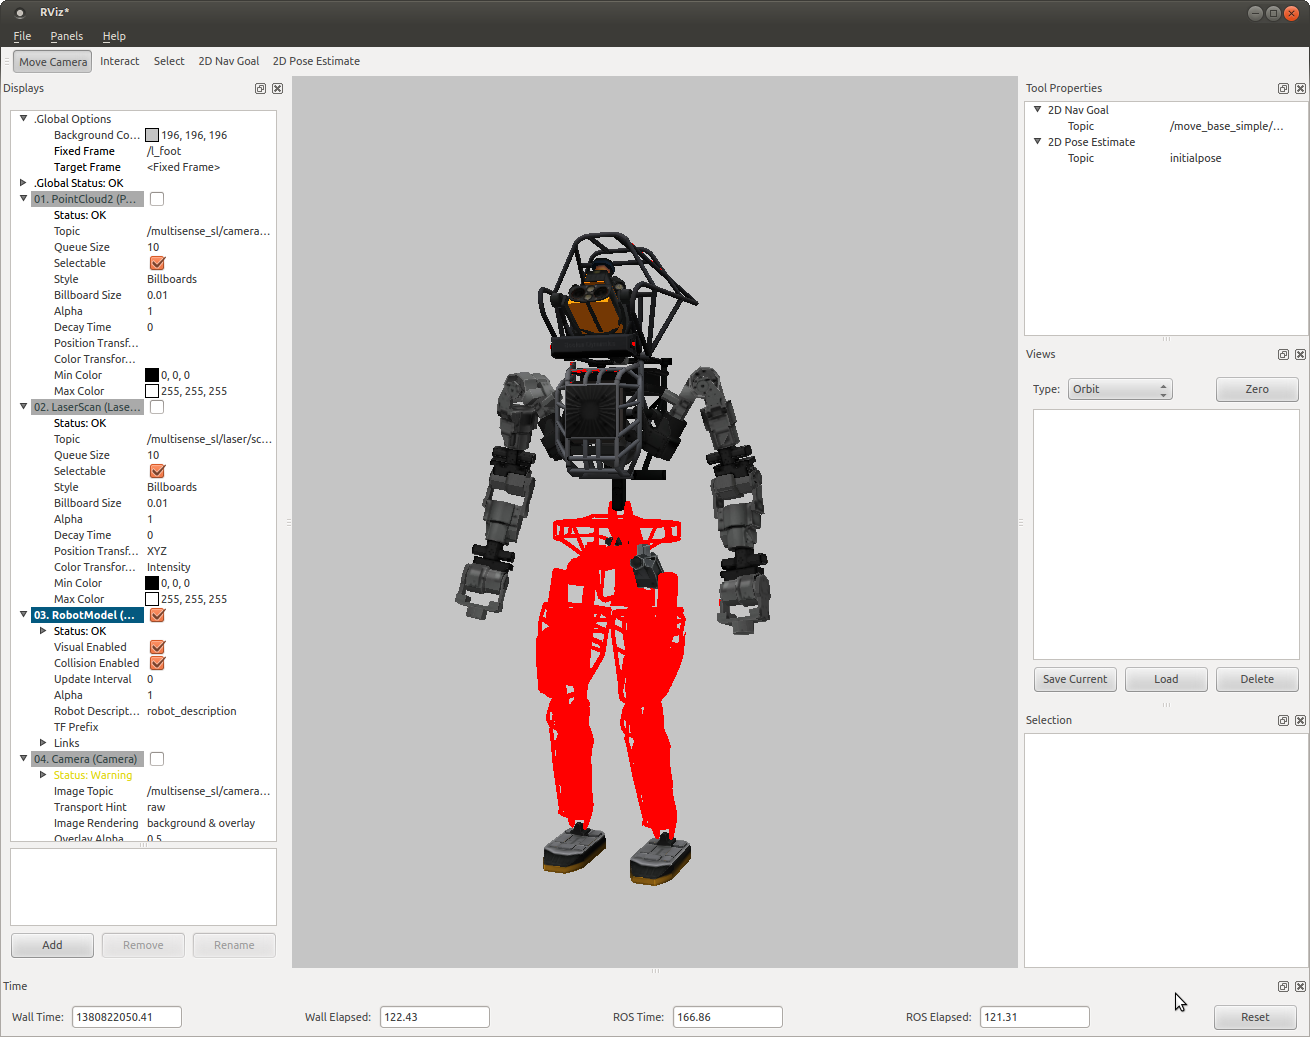 RViz*
File Panels Help
Move Camera Interact Select 2D Nav Goal 2D Pose Estimate
Displays
.Global Options
Background Co... 196, 196, 196
Fixed Frame /l_foot
Target Frame <Fixed Frame>
.Global Status: OK
01. PointCloud2 (P...
Status: OK
Topic /multisense_sl/camera...
Queue Size 10
Selectable
Style Billboards
Billboard Size 0.01
Alpha 1
Decay Time 0
Position Transf...
Color Transfor...
Min Color 0, 0, 0
Max Color 255, 255, 255
02. LaserScan (Lase...
Status: OK
Topic /multisense_sl/laser/sc...
Queue Size 10
Selectable
Style Billboards
Billboard Size 0.01
Alpha 1
Decay Time 0
Position Transf... XYZ
Color Transfor... Intensity
Min Color 0, 0, 0
Max Color 255, 255, 255
03. RobotModel (...
Status: OK
Visual Enabled
Collision Enabled
Update Interval 0
Alpha 1
Robot Descript... robot_description
TF Prefix
Links
04. Camera (Camera)
Status: Warning
Image Topic /multisense_sl/camera...
Transport Hint raw
Image Rendering background & overlay
Overlay Alpha 0.5
Add Remove Rename
Tool Properties
2D Nav Goal
Topic /move_base_simple/...
2D Pose Estimate
Topic initialpose
Views
Type: Orbit Zero
Save Current Load Delete
Selection
Time
Wall Time: 1380822050.41 Wall Elapsed: 122.43 ROS Time: 166.86 ROS Elapsed: 121.31 Reset